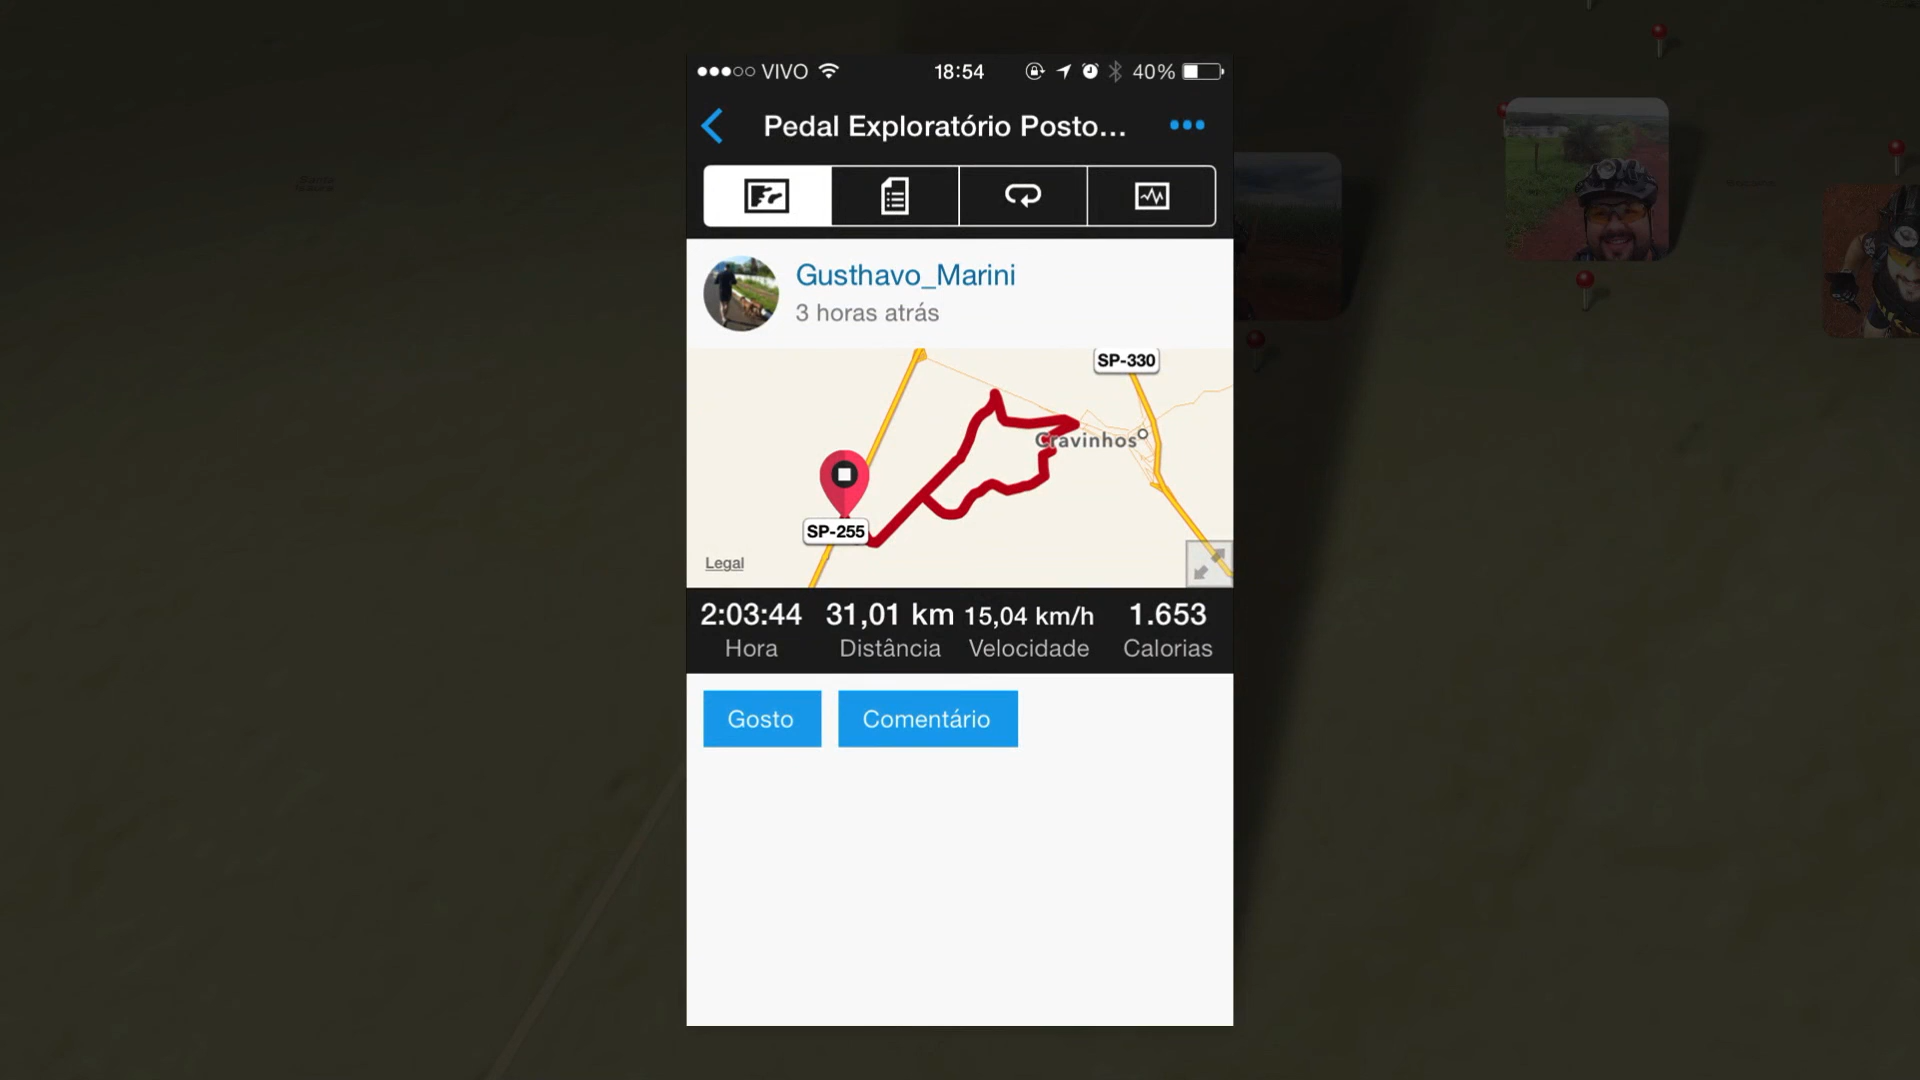 VIVO 18:54 40%
Pedal Exploratório Posto...
Gusthavo_Marini
3 horas atrás
SP-330
Cravinhos
SP-255
Legal
2:03:44 31,01 km 15,04 km/h 1.653
Hora Distância Velocidade Calorias
Gosto Comentário